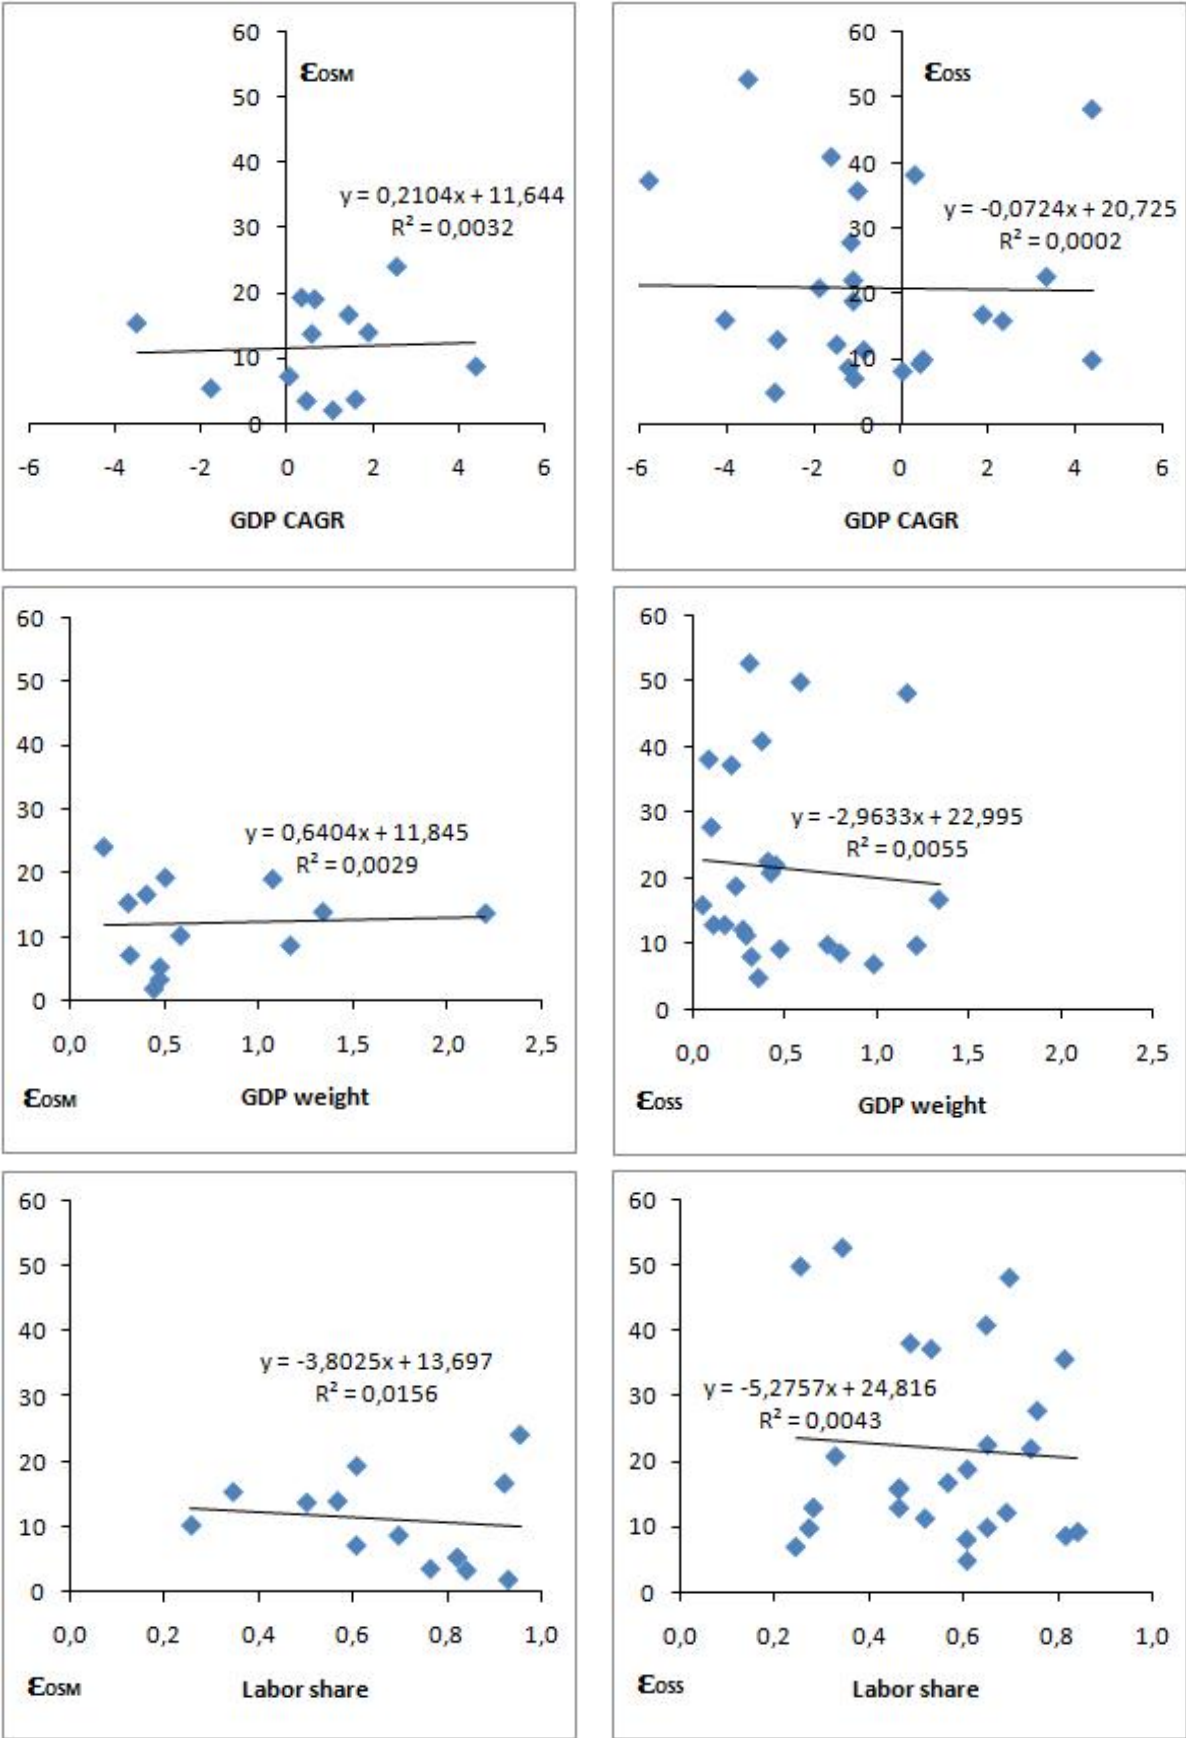 60
εOSM
50
40
y = 0,2104x + 11,644
R² = 0,0032
30
20
10
0
-6 -4 -2 0 2 4 6
GDP CAGR
60
εOSS
50
40
y = -0,0724x + 20,725
R² = 0,0002
30
20
10
0
-6 -4 -2 0 2 4 6
GDP CAGR
60
50
40
30
y = 0,6404x + 11,845
R² = 0,0029
20
10
0
0,0 0,5 1,0 1,5 2,0 2,5
εOSM GDP weight
60
50
40
30
y = -2,9633x + 22,995
R² = 0,0055
20
10
0
0,0 0,5 1,0 1,5 2,0 2,5
εOSS GDP weight
60
50
40
y = -3,8025x + 13,697
R² = 0,0156
30
20
10
0
0,0 0,2 0,4 0,6 0,8 1,0
εOSM Labor share
60
50
40
30
y = -5,2757x + 24,816
R² = 0,0043
20
10
0
0,0 0,2 0,4 0,6 0,8 1,0
εOSS Labor share